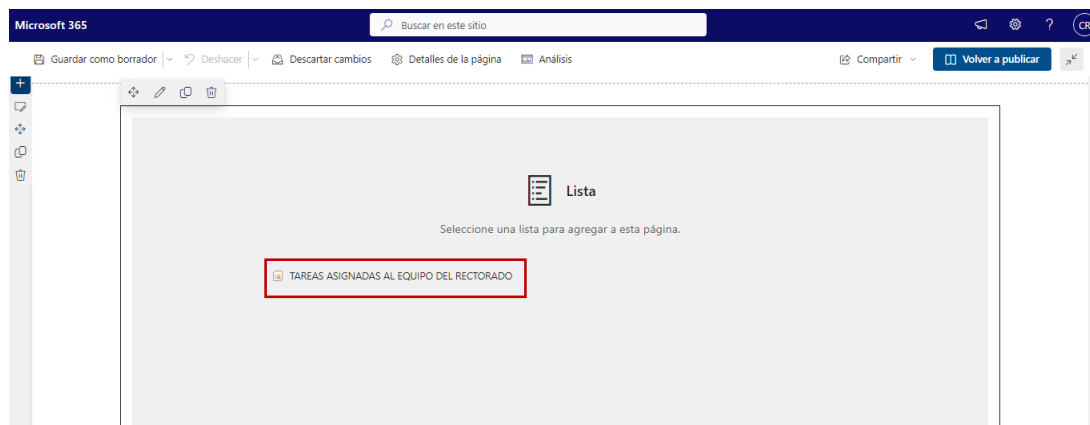 Microsoft 365
Buscar en este sitio
?
CR
Guardar como borrador
Deshacer
Descartar cambios
Detalles de la página
Análisis
Compartir
Volver a publicar
Lista
Seleccione una lista para agregar a esta página.
TAREAS ASIGNADAS AL EQUIPO DEL RECTORADO